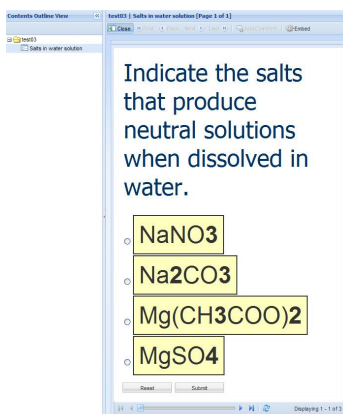 Contents Outline View
test03 | Salts in water solution [Page 1 of 1]
Close
Embed
test03
Salts in water solution
Indicate the salts
that produce
neutral solutions
when dissolved in
water.
NaNO3
Na2CO3
Mg(CH3COO)2
MgSO4
Reset Submit
Displaying 1 - 1 of 3